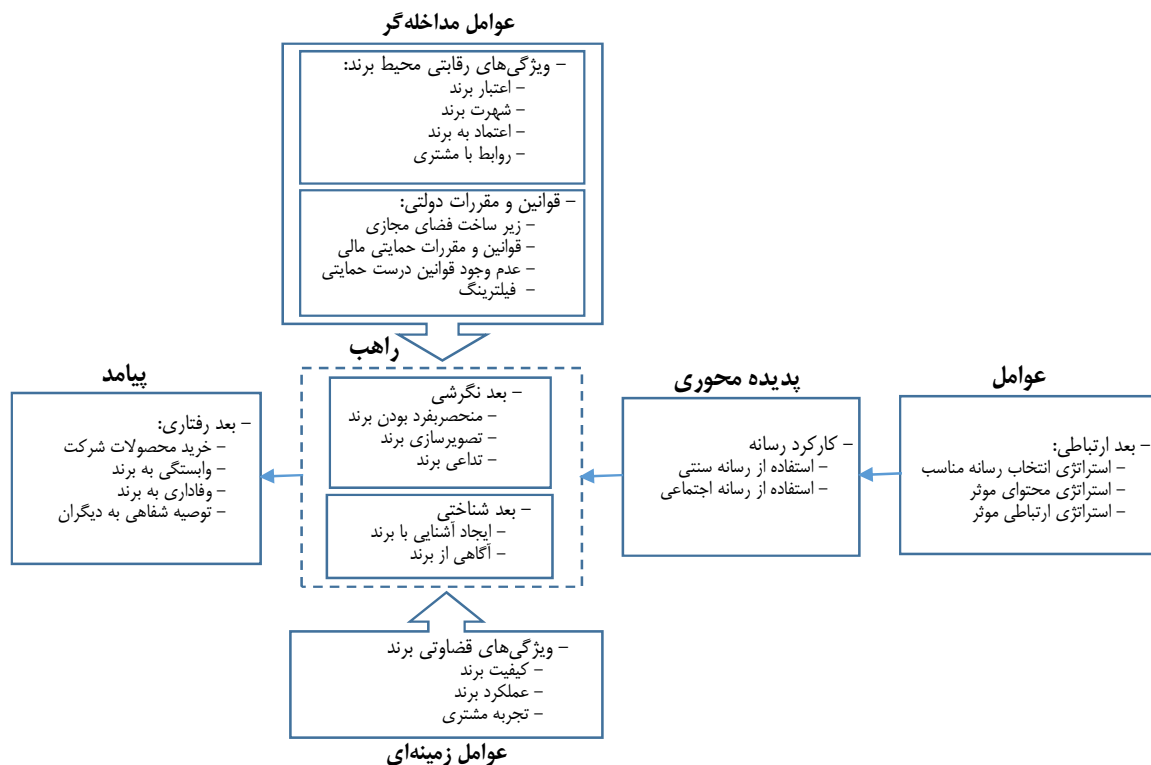 عوامل مداخله‌گر
– ویژگی‌های رقابتی محیط برند:
– اعتبار برند
– شهرت برند
– اعتماد به برند
– روابط با مشتری
– قوانین و مقررات دولتی:
– زیر ساخت فضای مجازی
– قوانین و مقررات حمایتی مالی
– عدم وجود قوانین درست حمایتی
– فیلترینگ
عوامل
– بعد ارتباطی:
– استراتژی انتخاب رسانه مناسب
– استراتژی محتوای موثر
– استراتژی ارتباطی موثر
پدیده محوری
– کارکرد رسانه
– استفاده از رسانه سنتی
– استفاده از رسانه اجتماعی
راهب
– بعد نگرشی
– منحصربفرد بودن برند
– تصویرسازی برند
– تداعی برند
– بعد شناختی
– ایجاد آشنایی با برند
– آگاهی از برند
پیامد
– بعد رفتاری:
– خرید محصولات شرکت
– وابستگی به برند
– وفاداری به برند
– توصیه شفاهی به دیگران
– ویژگی‌های قضاوتی برند
– کیفیت برند
– عملکرد برند
– تجربه مشتری
عوامل زمینه‌ای